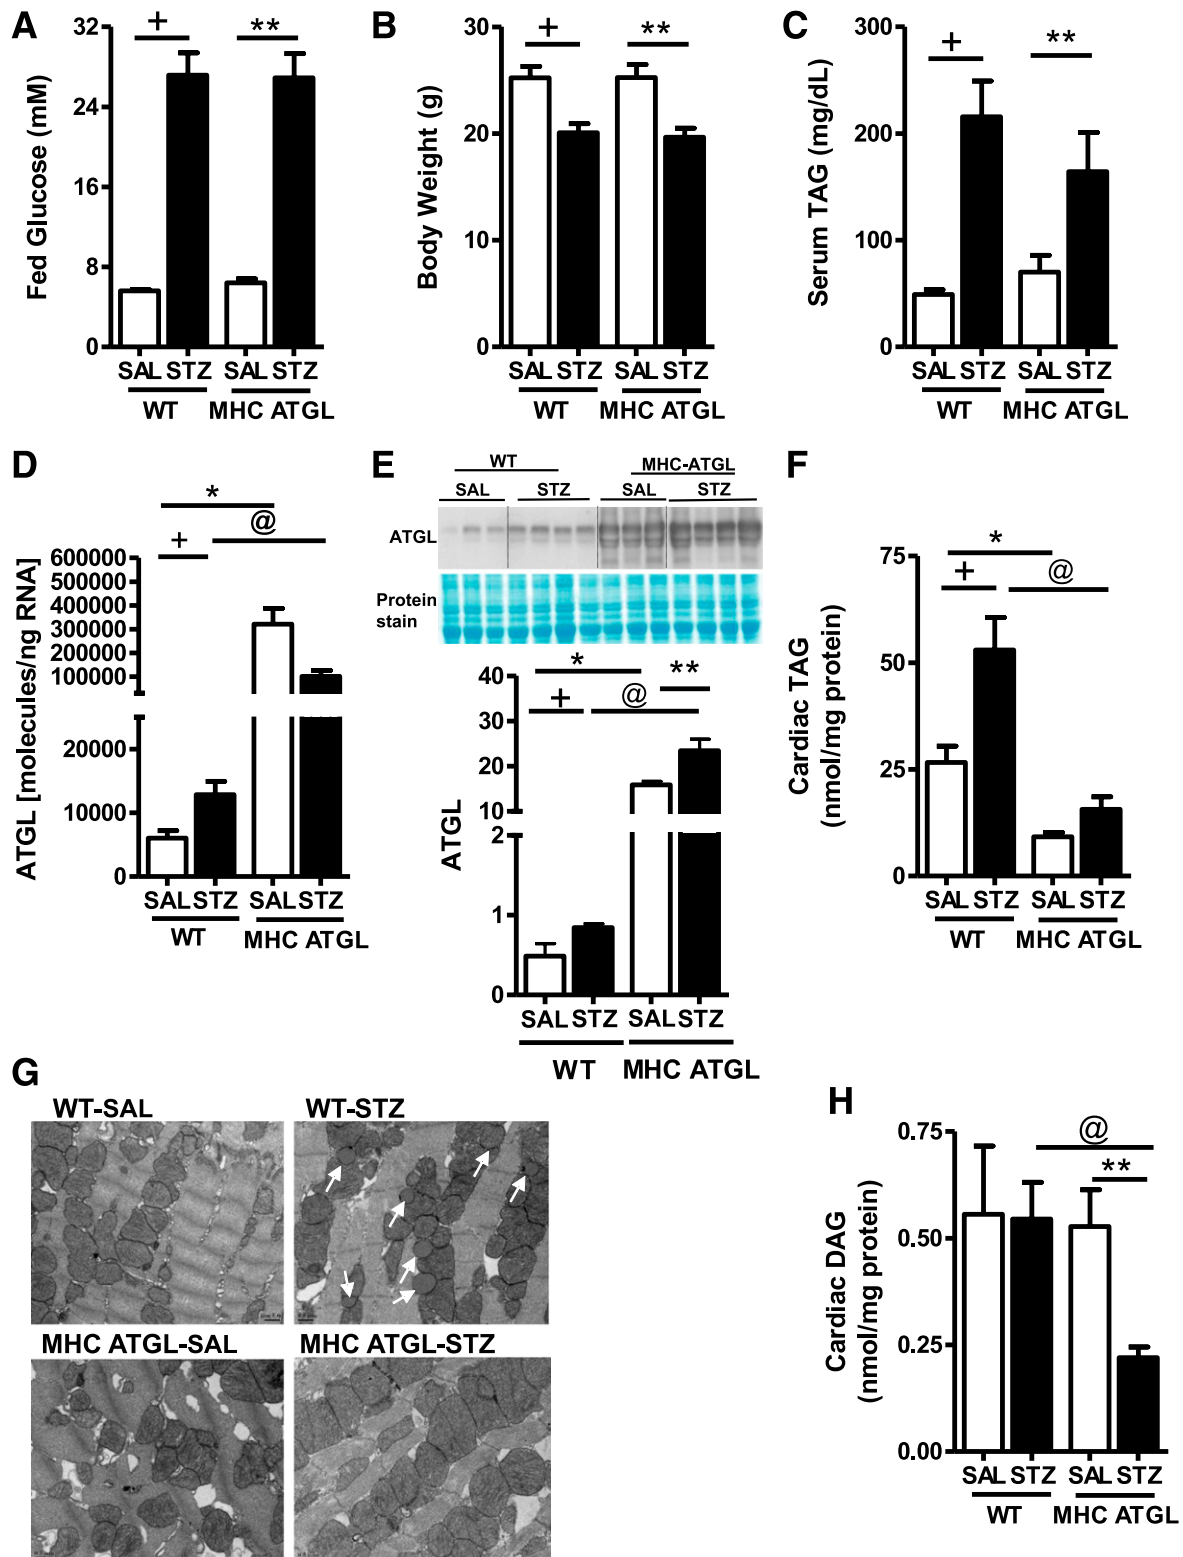 A
Fed Glucose (mM)
32
24
16
8
0
+
**
SAL STZ SAL STZ
WT MHC ATGL
B
Body Weight (g)
30
20
10
0
+
**
SAL STZ SAL STZ
WT MHC ATGL
C
Serum TAG (mg/dL)
300
200
100
0
+
**
SAL STZ SAL STZ
WT MHC ATGL
D
ATGL [molecules/ng RNA]
*
@
+
600000
500000
400000
300000
200000
100000
20000
10000
0
SAL STZ SAL STZ
WT MHC ATGL
E
WT MHC-ATGL
SAL STZ SAL STZ
ATGL
Protein
stain
ATGL
*
**
+
@
40
30
20
10
2
1
0
SAL STZ SAL STZ
WT MHC ATGL
F
Cardiac TAG
(nmol/mg protein)
75
50
25
0
*
+
@
SAL STZ SAL STZ
WT MHC ATGL
G
WT-SAL WT-STZ
MHC ATGL-SAL MHC ATGL-STZ
H
Cardiac DAG
(nmol/mg protein)
0.75
0.50
0.25
0.00
@
**
SAL STZ SAL STZ
WT MHC ATGL